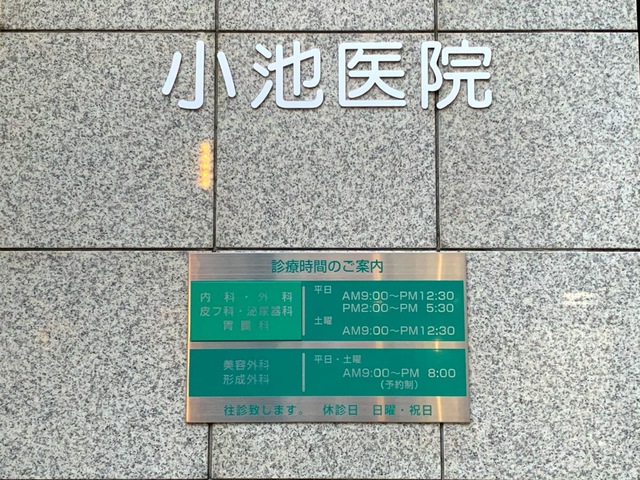 小池医院
診療時間のご案内
内科・外科
皮フ科・泌尿器科
胃腸科
平日
AM9:00〜PM12:30
PM2:00〜PM 5:30
土曜
AM9:00〜PM12:30
美容外科
形成外科
平日・土曜
AM9:00〜PM 8:00
(予約制)
往診致します。 休診日・日曜・祝日